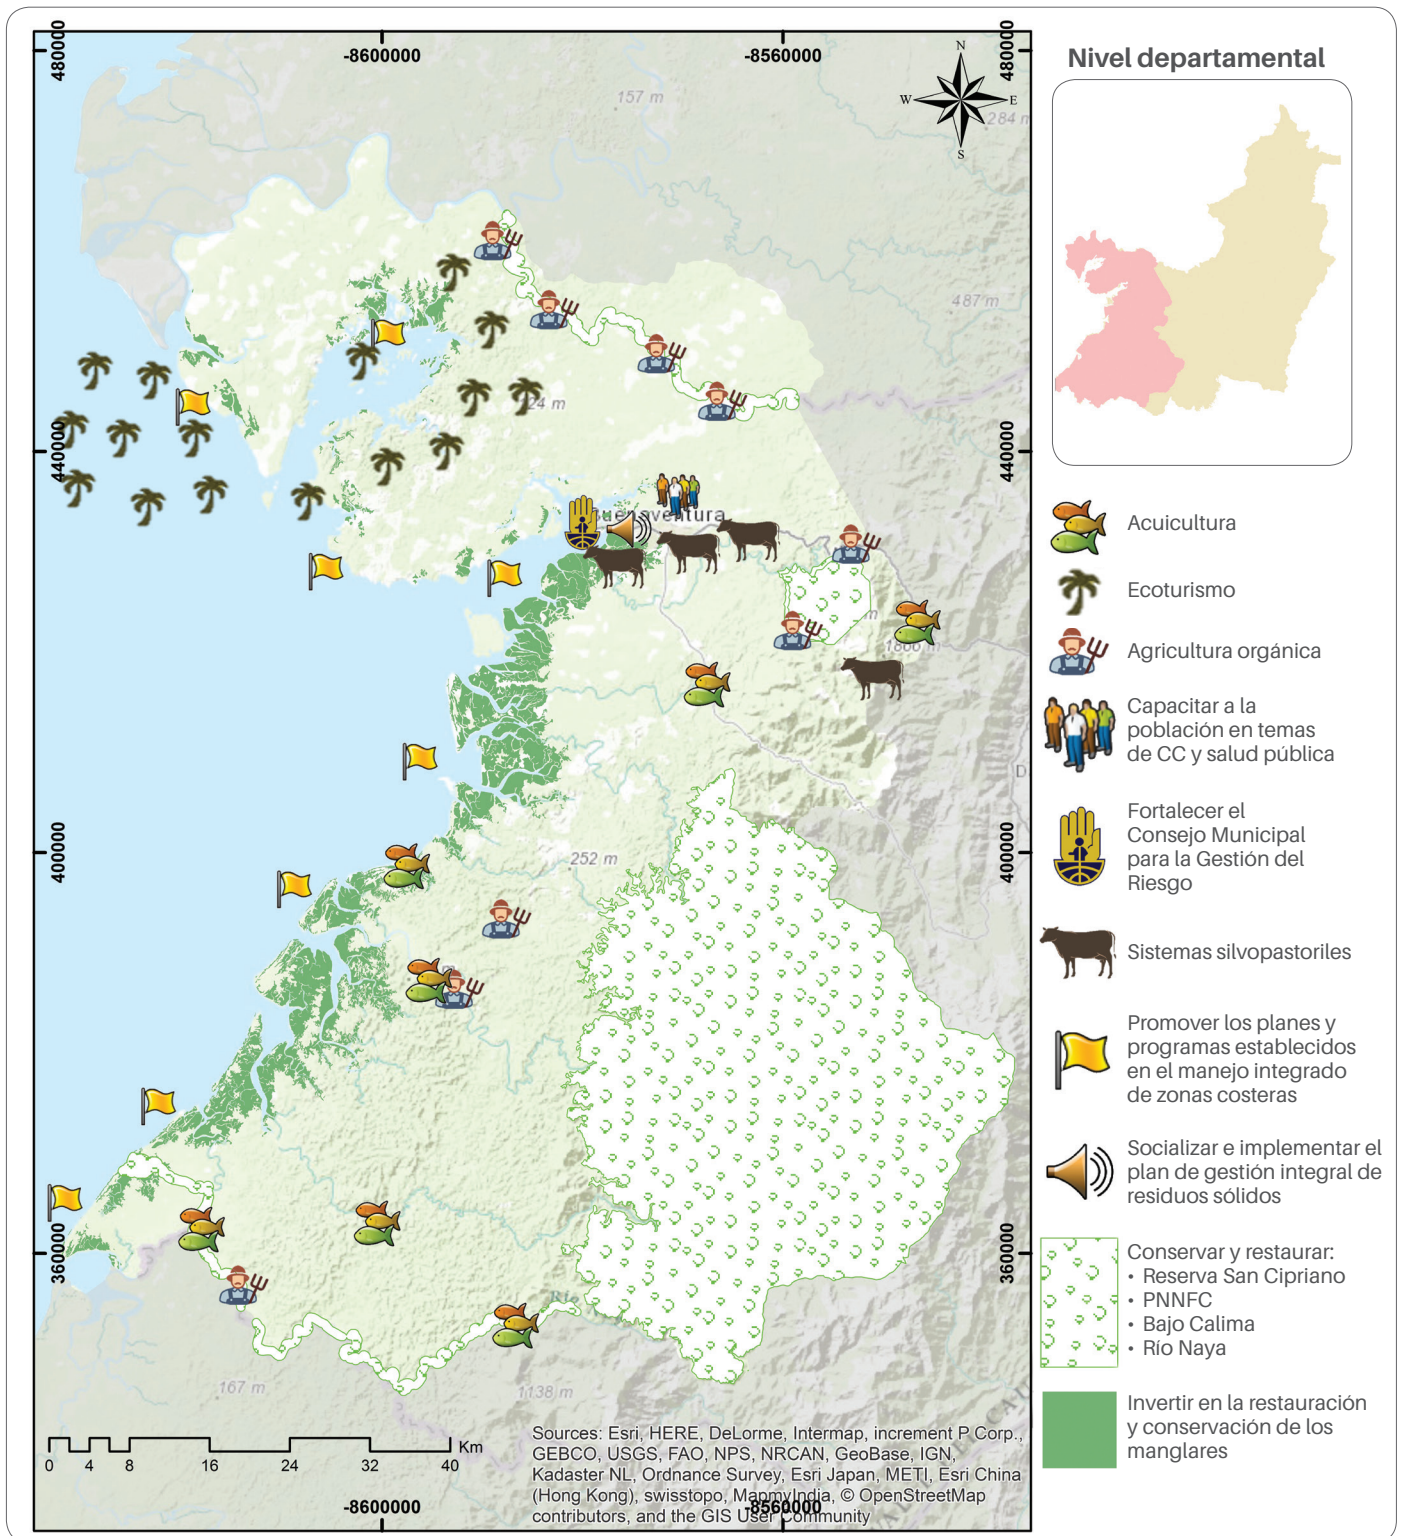 Nivel departamental
480000
-8600000
-8560000
480000
N
W
E
S
157 m
284 m
487 m
24 m
440000
440000
Buenaventura
1866 m
400000
400000
252 m
360000
360000
167 m
1138 m
Acuicultura
Ecoturismo
Agricultura orgánica
Capacitar a la
población en temas
de CC y salud pública
Fortalecer el
Consejo Municipal
para la Gestión del
Riesgo
Sistemas silvopastoriles
Promover los planes y
programas establecidos
en el manejo integrado
de zonas costeras
Socializar e implementar el
plan de gestión integral de
residuos sólidos
Conservar y restaurar:
• Reserva San Cipriano
• PNNFC
• Bajo Calima
• Río Naya
Invertir en la restauración
y conservación de los
manglares
Km
0 4 8 16 24 32 40
Sources: Esri, HERE, DeLorme, Intermap, increment P Corp.,
GEBCO, USGS, FAO, NPS, NRCAN, GeoBase, IGN,
Kadaster NL, Ordnance Survey, Esri Japan, METI, Esri China
(Hong Kong), swisstopo, MapmyIndia, © OpenStreetMap
contributors, and the GIS User Community
-8600000
-8560000